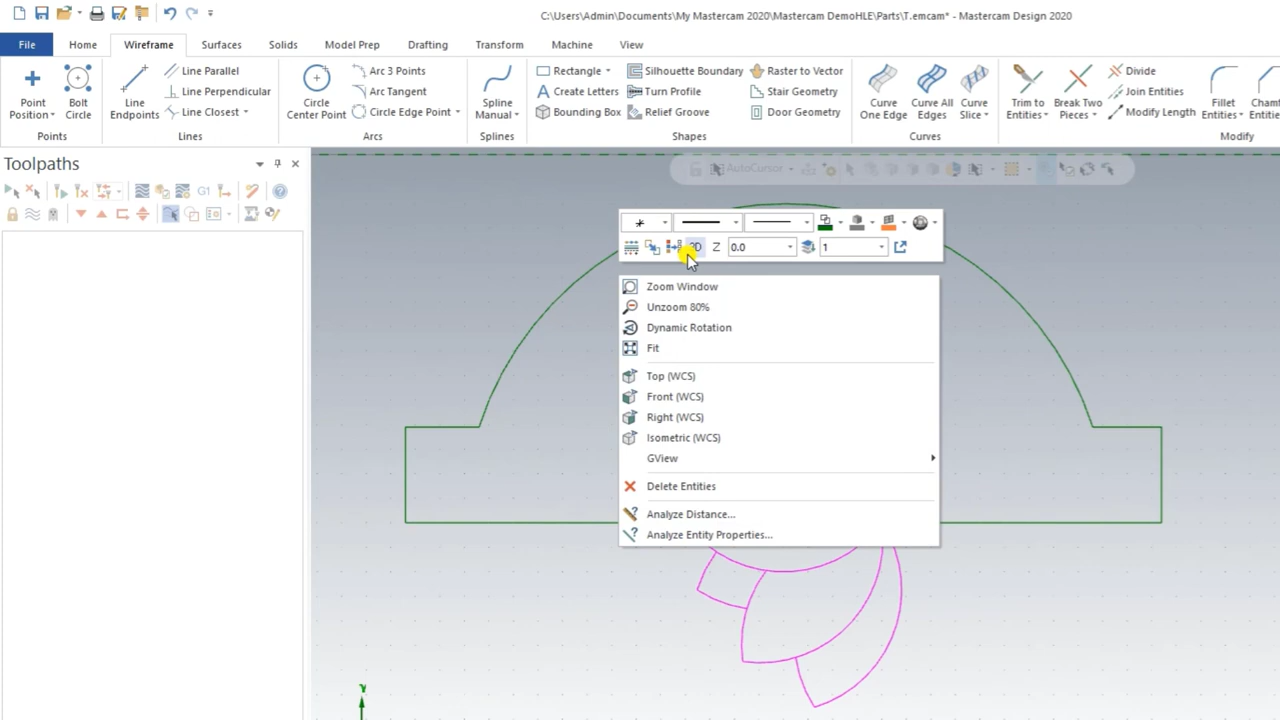 C:\Users\Admin\Documents\My Mastercam 2020\Mastercam DemoHLE\Parts\T.emcam* - Mastercam Design 2020
File Home Wireframe Surfaces Solids Model Prep Drafting Transform Machine View
Point Position
Bolt Circle
Points
Line Endpoints
Line Parallel
Line Perpendicular
Line Closest
Lines
Circle Center Point
Arc 3 Points
Arc Tangent
Circle Edge Point
Arcs
Spline Manual
Splines
Rectangle
Create Letters
Bounding Box
Silhouette Boundary
Turn Profile
Relief Groove
Raster to Vector
Stair Geometry
Door Geometry
Shapes
Curve One Edge
Curve All Edges
Curve Slice
Curves
Trim to Entities
Break Two Pieces
Divide
Join Entities
Modify Length
Fillet Entities
Modify
Toolpaths
G1
AutoCursor
Z 0.0 1
Zoom Window
Unzoom 80%
Dynamic Rotation
Fit
Top (WCS)
Front (WCS)
Right (WCS)
Isometric (WCS)
GView
Delete Entities
Analyze Distance...
Analyze Entity Properties...
Y